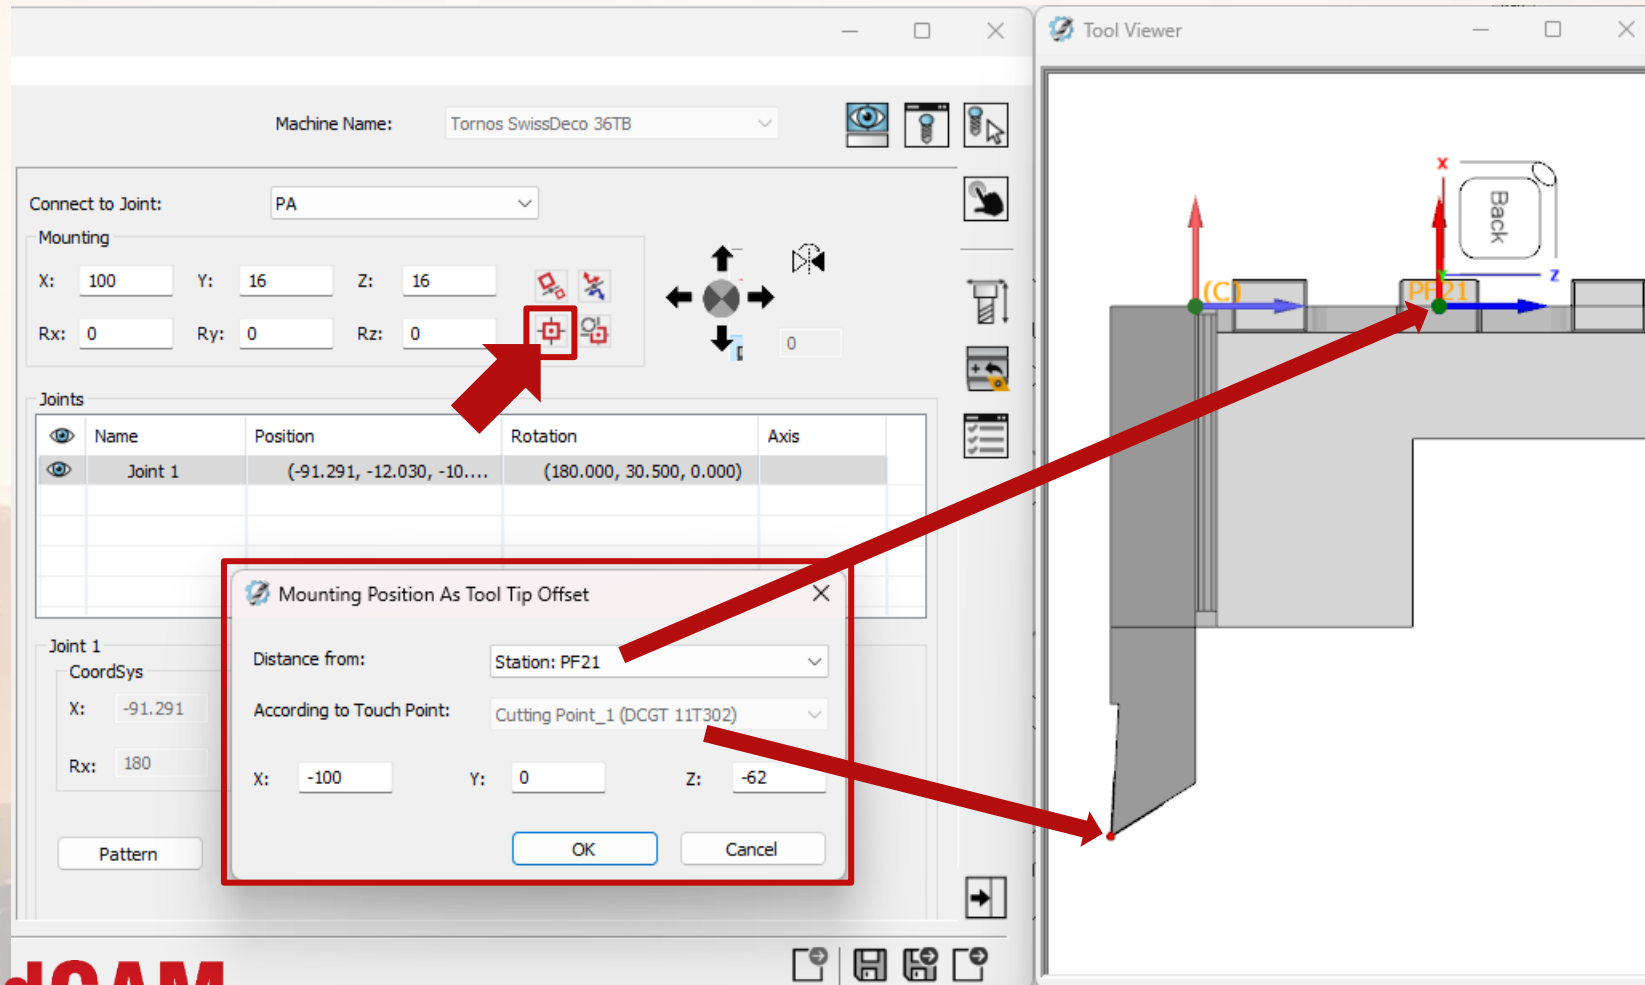 Tool Viewer
Machine Name: Tornos SwissDeco 36TB
Connect to Joint: PA
Mounting
X: 100 Y: 16 Z: 16
Rx: 0 Ry: 0 Rz: 0
0
Joints
Name Position Rotation Axis
Joint 1 (-91.291, -12.030, -10.... (180.000, 30.500, 0.000)
Mounting Position As Tool Tip Offset
Distance from: Station: PF21
According to Touch Point: Cutting Point_1 (DCGT 11T302)
X: -100 Y: 0 Z: -62
OK Cancel
Joint 1
CoordSys
X: -91.291
Rx: 180
Pattern
X
Back
Z
(C)
PF21
dCAM